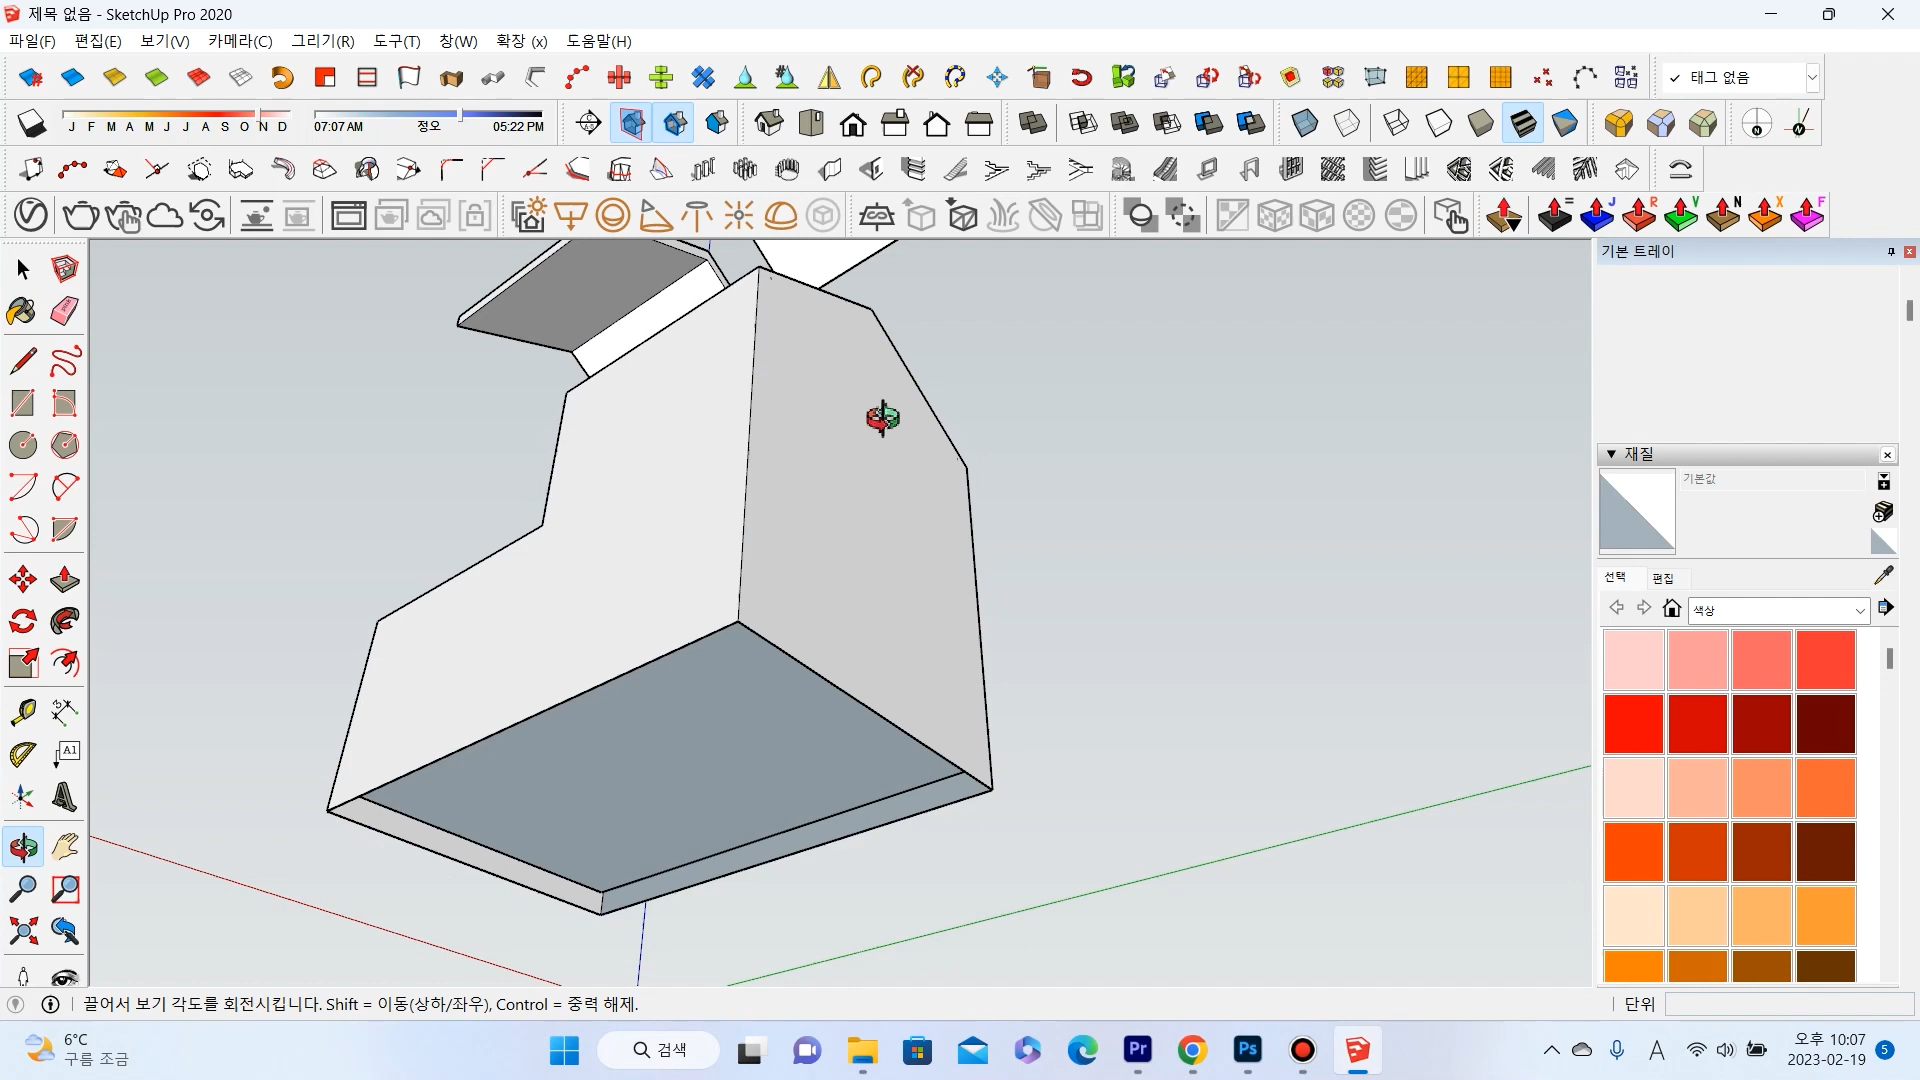 제목 없음 - SketchUp Pro 2020
파일(F) 편집(E) 보기(V) 카메라(C) 그리기(R) 도구(T) 창(W) 확장 (x) 도움말(H)
태그 없음
J F M A M J J A S O N D
07:07 AM 정오 05:22 PM
= J R V N X F
기본 트레이
재질
기본값
선택 편집
색상
A1
끌어서 보기 각도를 회전시킵니다. Shift = 이동(상하/좌우), Control = 중력 해제.
단위
6°C
구름 조금
검색
Pr
Ps
A
오후 10:07
2023-02-19
5